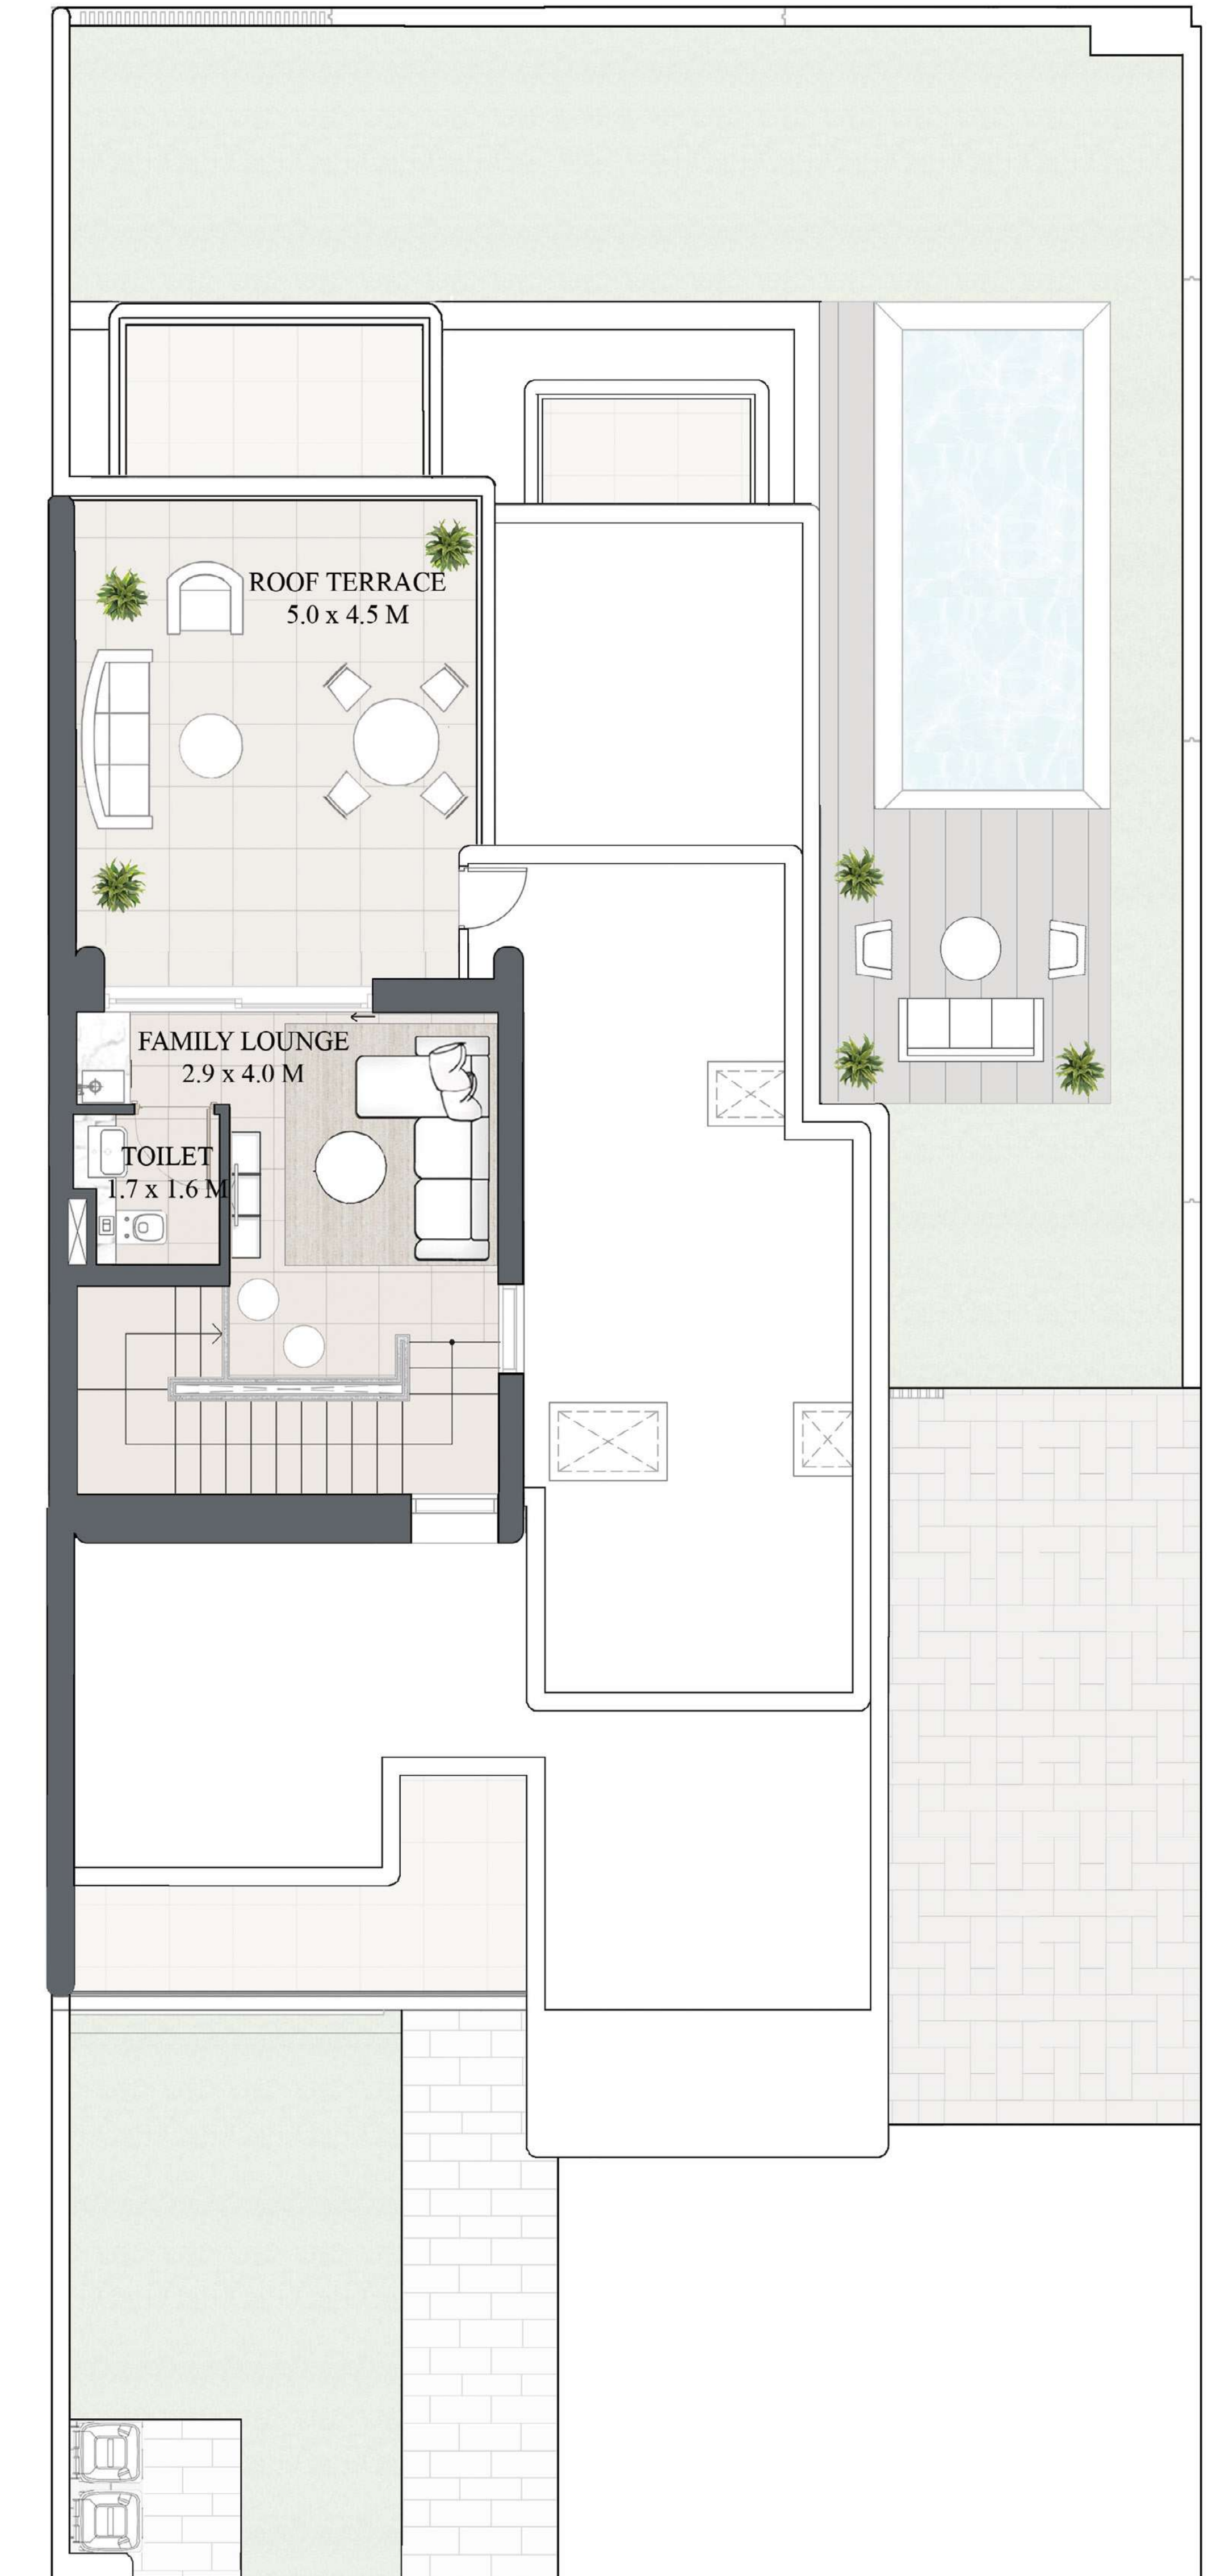 ROOF TERRACE
5.0 x 4.5 M
FAMILY LOUNGE
2.9 x 4.0 M
TOILET
1.7 x 1.6 M